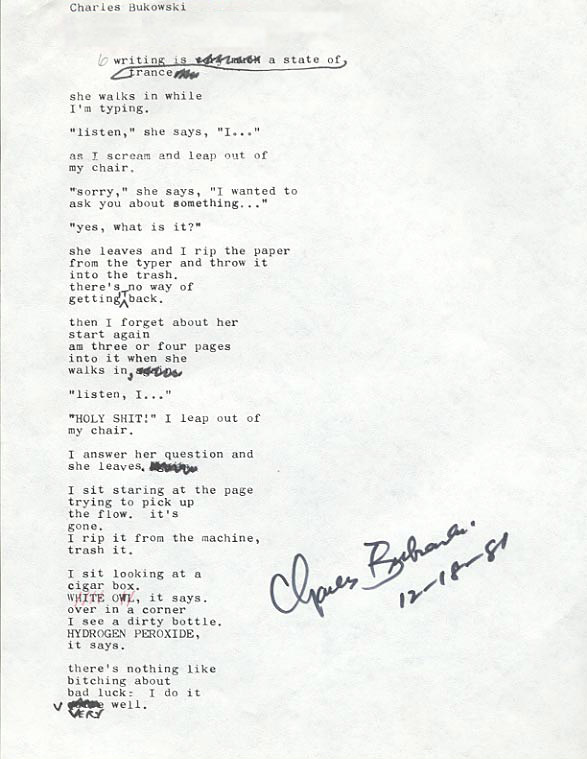 Charles Bukowski
6 writing is a state of
trance
she walks in while
I'm typing.
"listen," she says, "I..."
as I scream and leap out of
my chair.
"sorry," she says, "I wanted to
ask you about something..."
"yes, what is it?"
she leaves and I rip the paper
from the typer and throw it
into the trash.
there's no way of
getting IT back.
then I forget about her
start again
am three or four pages
into it when she
walks in,
"listen, I..."
"HOLY SHIT!" I leap out of
my chair.
I answer her question and
she leaves.
I sit staring at the page
trying to pick up
the flow. it's
gone.
I rip it from the machine,
trash it.
I sit looking at a
cigar box.
WHITE OWL, it says.
over in a corner
I see a dirty bottle.
HYDROGEN PEROXIDE,
it says.
there's nothing like
bitching about
bad luck: I do it
well.
VERY
Charles Bukowski
12-18-81